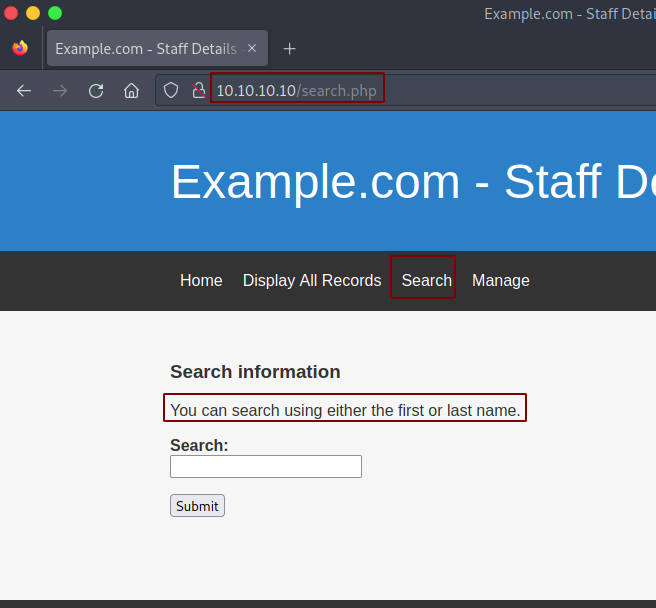 Example.com - Staff Detai
Example.com - Staff Details
10.10.10.10/search.php
Example.com - Staff De
Home Display All Records Search Manage
Search information
You can search using either the first or last name.
Search:
Submit